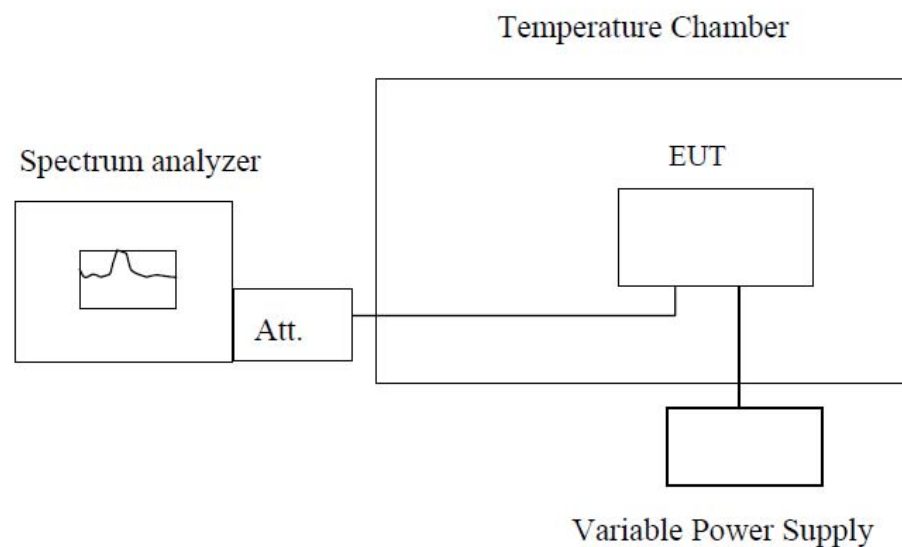 Temperature Chamber
Spectrum analyzer
EUT
Att.
Variable Power Supply